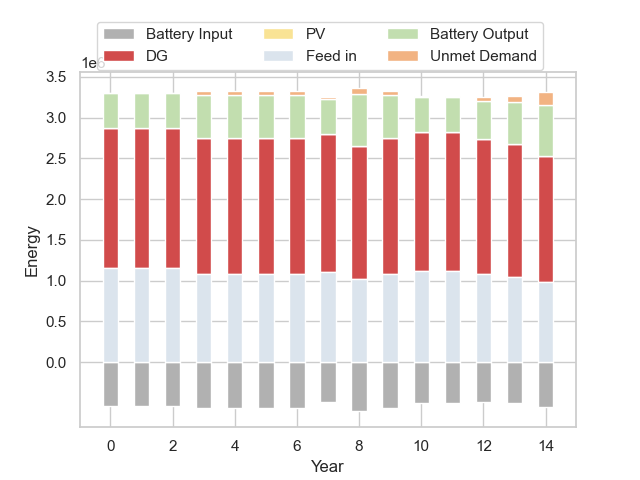 Battery Input PV Battery Output
DG Feed in Unmet Demand
1e6
3.5
3.0
2.5
2.0
1.5
1.0
0.5
0.0
Energy
0 2 4 6 8 10 12 14
Year